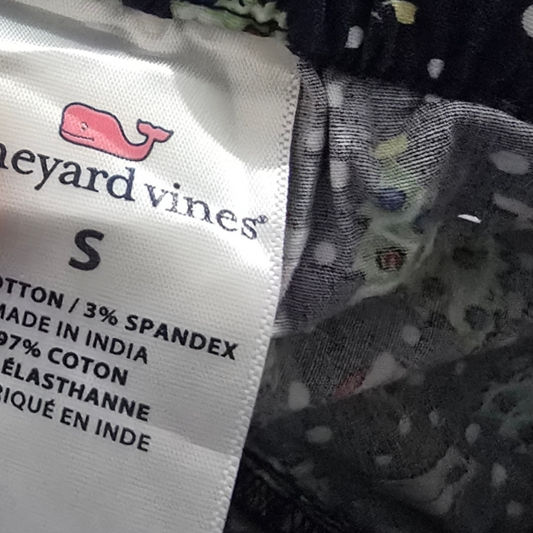 neyard vines®
S
OTTON / 3% SPANDEX
MADE IN INDIA
97% COTON
ÉLASTHANNE
RIQUÉ EN INDE